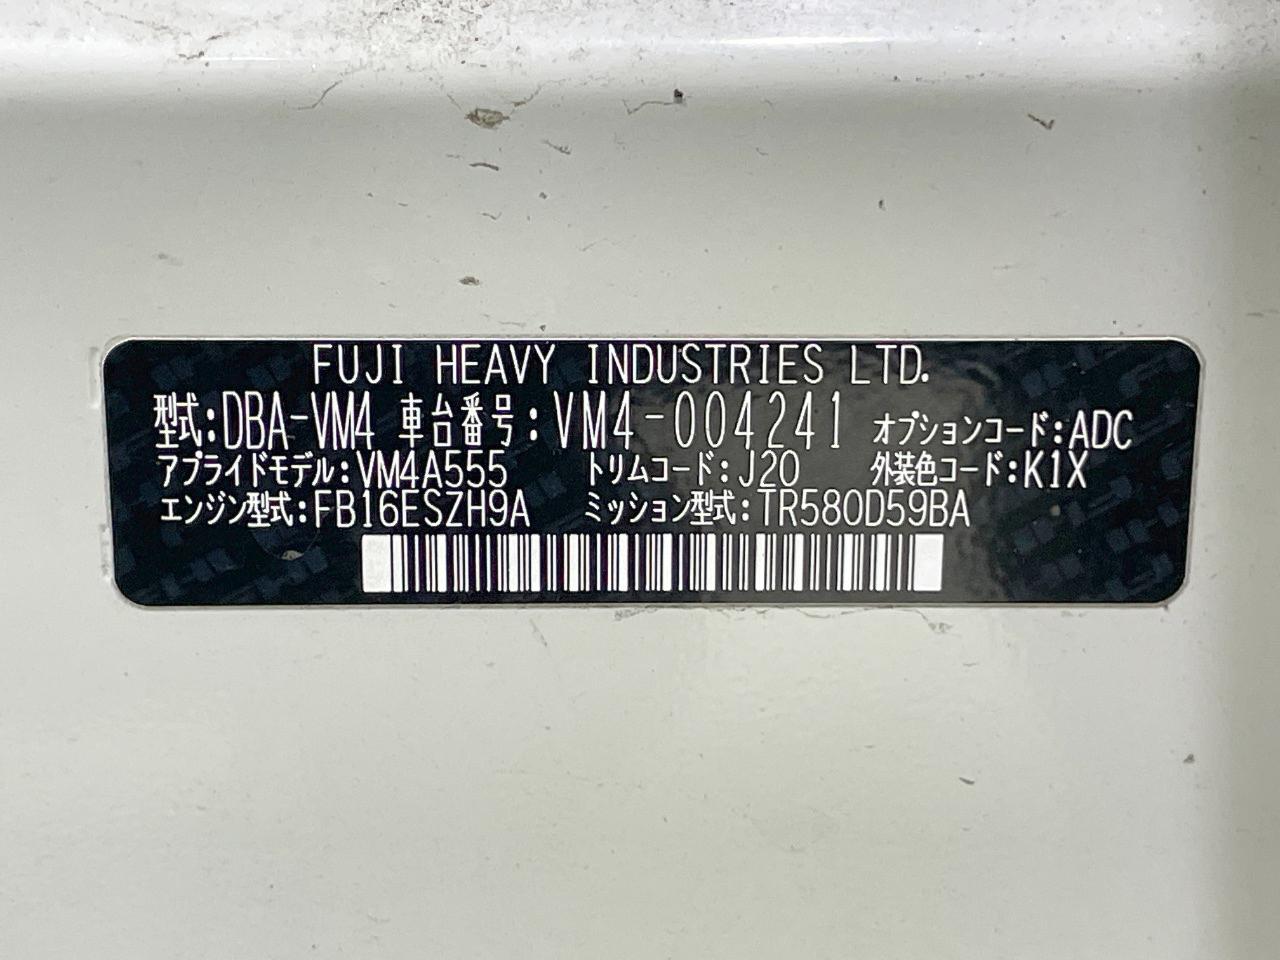 FUJI HEAVY INDUSTRIES LTD.
型式:DBA-VM4 車台番号:VM4-004241 オプションコード:ADC
アプライドモデル:VM4A555 トリムコード:J20 外装色コード:K1X
エンジン型式:FB16ESZH9A ミッション型式:TR580D59BA